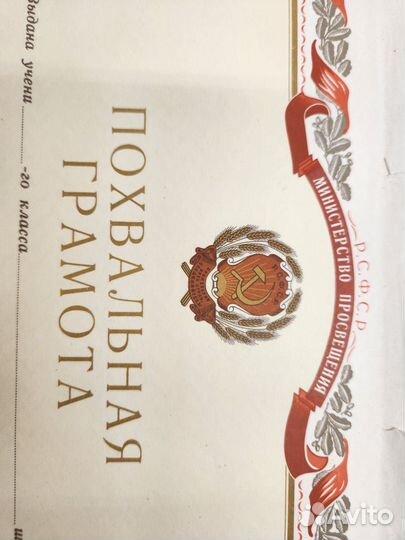 Р.С.Ф.С.Р.
МИНИСТЕРСТВО ПРОСВЕЩЕНИЯ
ПОХВАЛЬНАЯ
ГРАМОТА
Выдана учени
-го класса
Avito